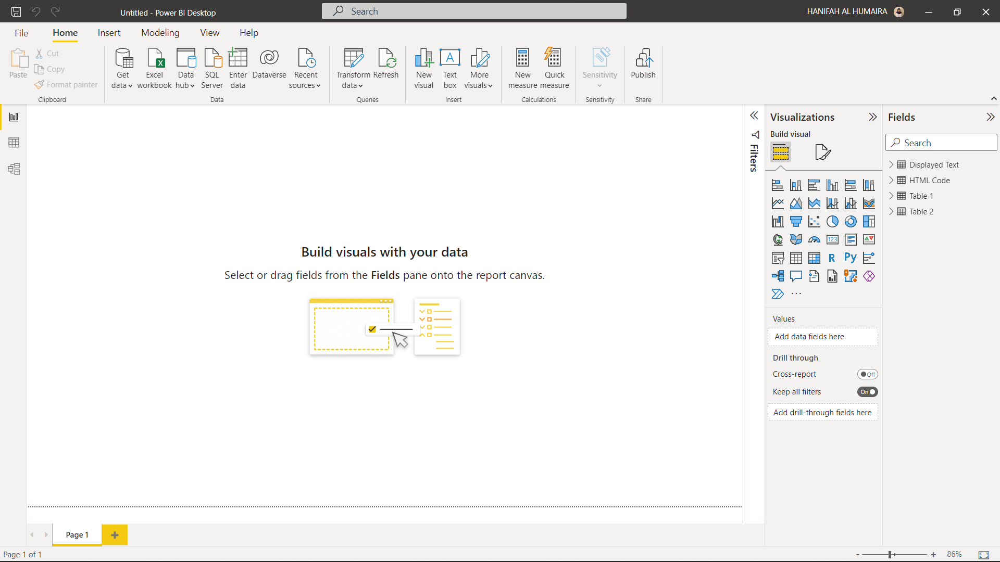 Untitled - Power BI Desktop
Search
HANIFAH AL HUMAIRA
File
Home
Insert
Modeling
View
Help
Paste
Cut
Copy
Format painter
Clipboard
Get
data
Excel
workbook
Data
hub
SQL
Server
Enter
data
Dataverse
Recent
sources
Data
Transform
data
Refresh
Queries
New
visual
Text
box
More
visuals
Insert
New
measure
Quick
measure
Calculations
Sensitivity
Sensitivity
Publish
Share
Build visuals with your data
Select or drag fields from the Fields pane onto the report canvas.
Filters
Visualizations
Build visual
123
R
Py
Values
Add data fields here
Drill through
Cross-report
Off
Keep all filters
On
Add drill-through fields here
Fields
Search
Displayed Text
HTML Code
Table 1
Table 2
Page 1
Page 1 of 1
86%